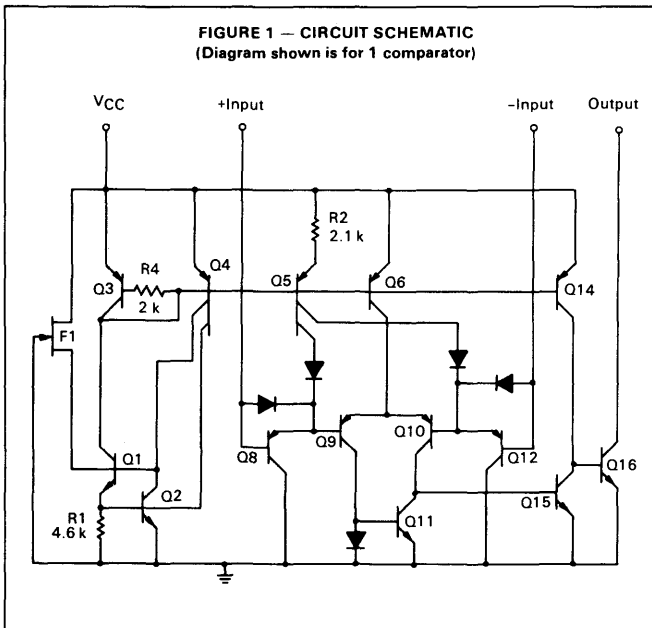 FIGURE 1 — CIRCUIT SCHEMATIC
(Diagram shown is for 1 comparator)
VCC
+Input
-Input
Output
R2
2.1 k
Q3
R4
2 k
Q4
Q5
Q6
Q14
F1
Q1
Q2
R1
4.6 k
Q8
Q9
Q10
Q12
Q11
Q15
Q16